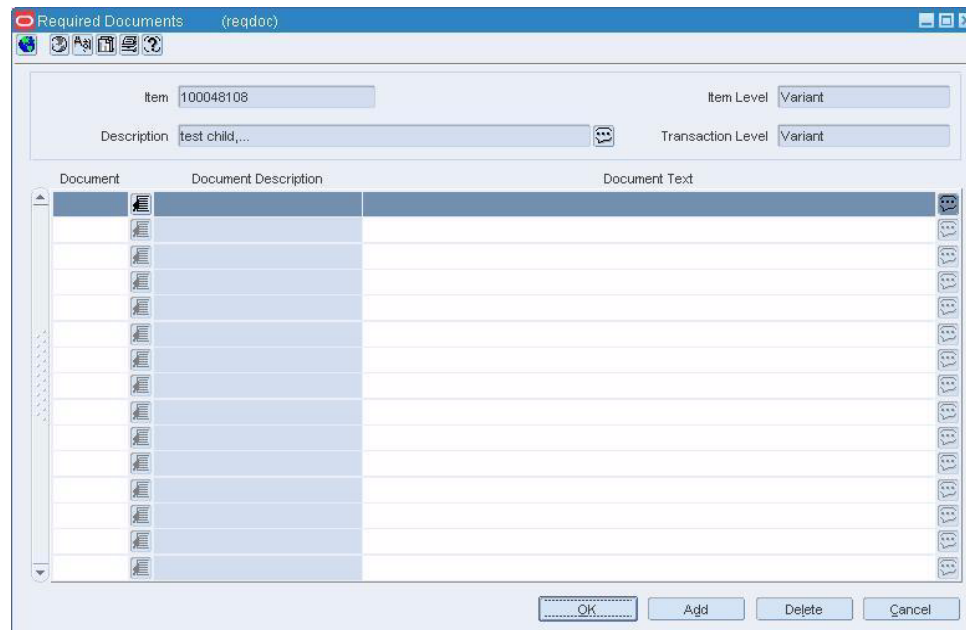 Required Documents (reqdoc)
Item 100048108 Item Level Variant
Description test child,... Transaction Level Variant
Document Document Description Document Text
OK Add Delete Cancel